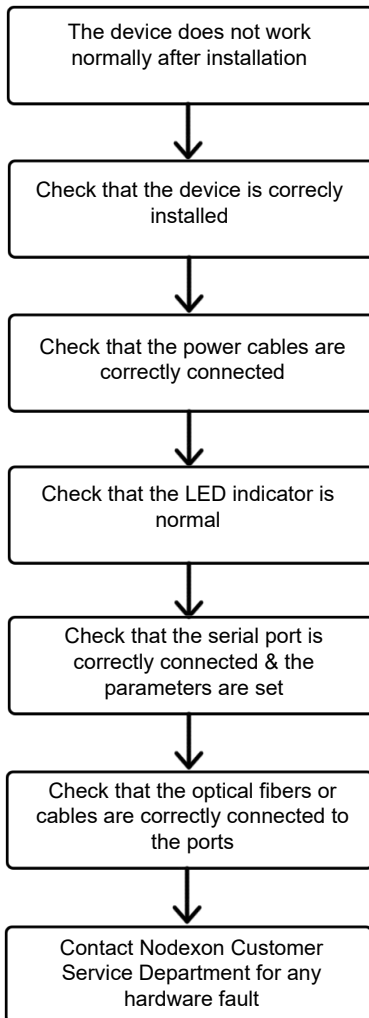 The device does not work
normally after installation
Check that the device is correcly
installed
Check that the power cables are
correctly connected
Check that the LED indicator is
normal
Check that the serial port is
correctly connected & the
parameters are set
Check that the optical fibers or
cables are correctly connected to
the ports
Contact Nodexon Customer
Service Department for any
hardware fault